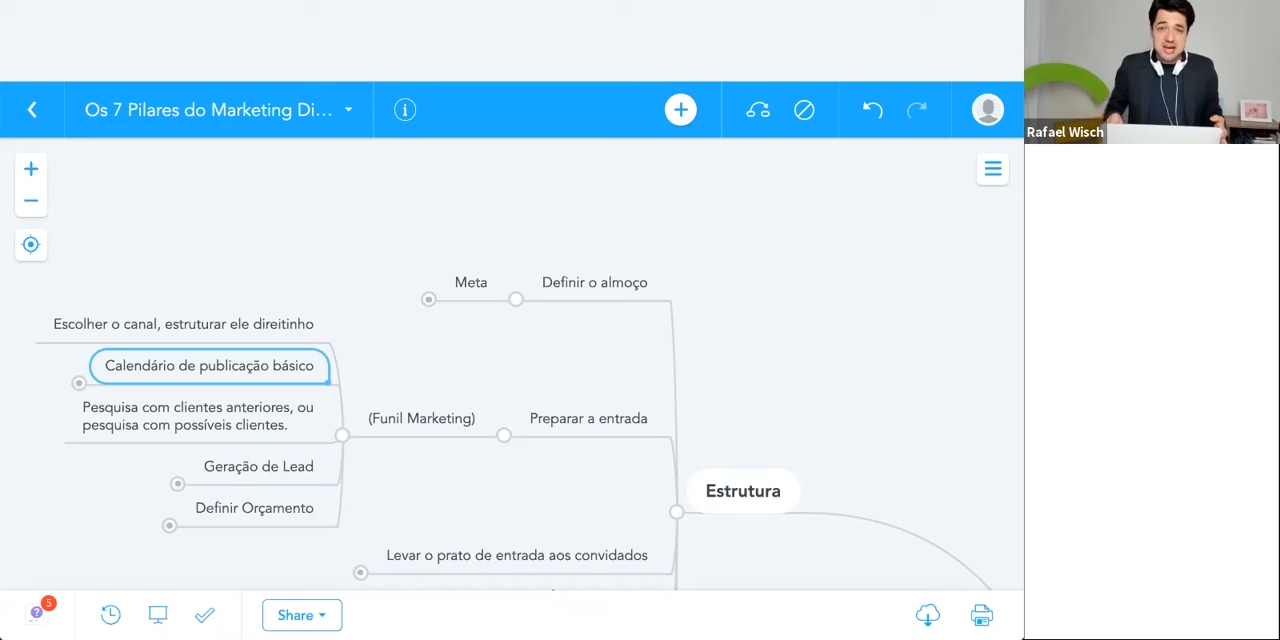 Os 7 Pilares do Marketing Di...
Rafael Wisch
Meta
Definir o almoço
Escolher o canal, estruturar ele direitinho
Calendário de publicação básico
Pesquisa com clientes anteriores, ou
pesquisa com possíveis clientes.
(Funil Marketing)
Preparar a entrada
Geração de Lead
Estrutura
Definir Orçamento
Levar o prato de entrada aos convidados
5
Share